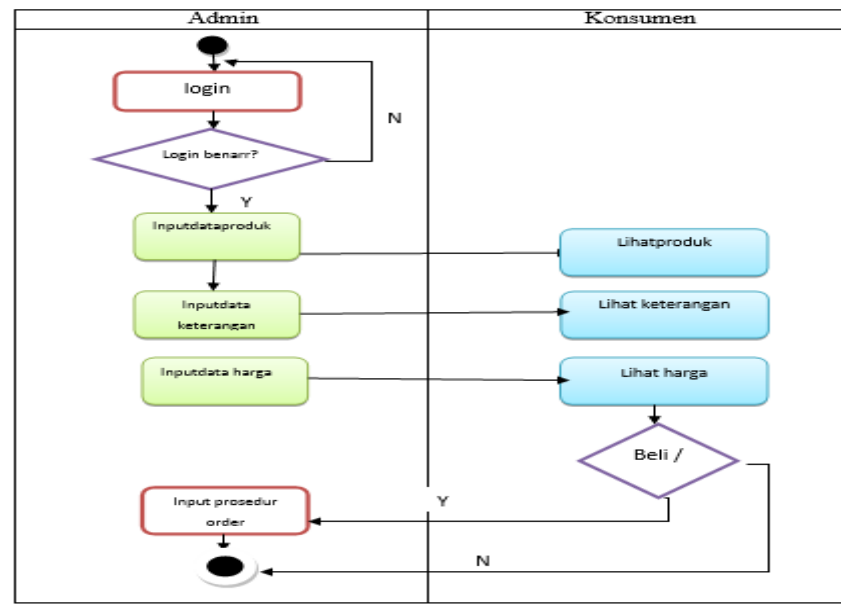 Admin
Konsumen
login
N
Login benarr?
Y
Inputdataproduk
Lihatproduk
Inputdata
keterangan
Lihat keterangan
Inputdata harga
Lihat harga
Beli /
Y
Input prosedur
order
N